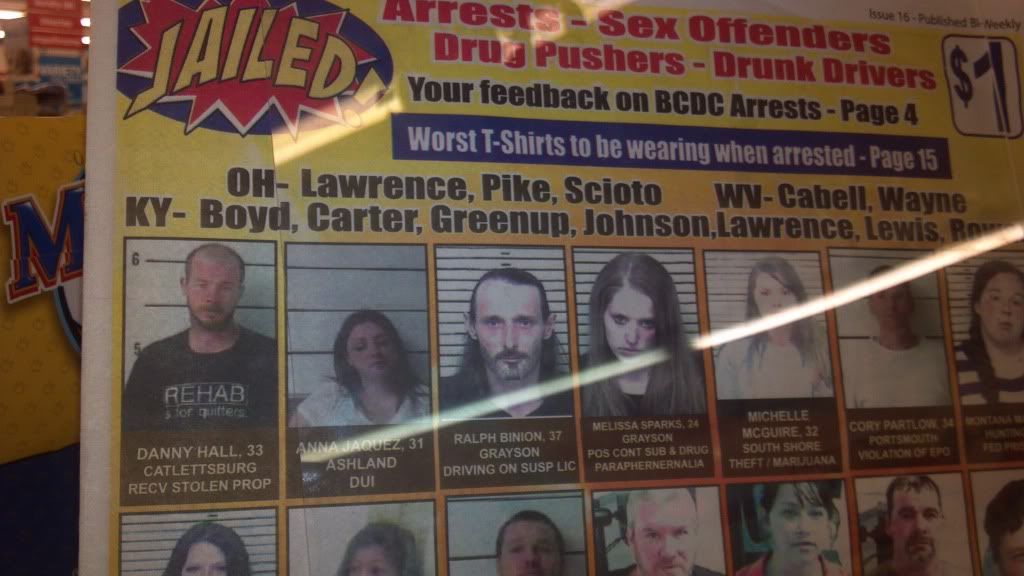 JAILED!
Arrests - Sex Offenders
Drug Pushers - Drunk Drivers
Issue 16 - Published Bi-Weekly
$1
Your feedback on BCDC Arrests - Page 4
Worst T-Shirts to be wearing when arrested - Page 15
OH- Lawrence, Pike, Scioto WV- Cabell, Wayne
KY- Boyd, Carter, Greenup, Johnson, Lawrence, Lewis,
6
5
REHAB
is for quitters
DANNY HALL, 33
CATLETTSBURG
RECV STOLEN PROP
ANNA JAQUEZ, 31
ASHLAND
DUI
RALPH BINION, 37
GRAYSON
DRIVING ON SUSP LIC
MELISSA SPARKS, 24
GRAYSON
POS CONT SUB & DRUG
PARAPHERNERNALIA
MICHELLE
MCGUIRE, 32
SOUTH SHORE
THEFT / MARIJUANA
CORY PARTLOW, 34
PORTSMOUTH
VIOLATION OF EPO
MONTANA
M